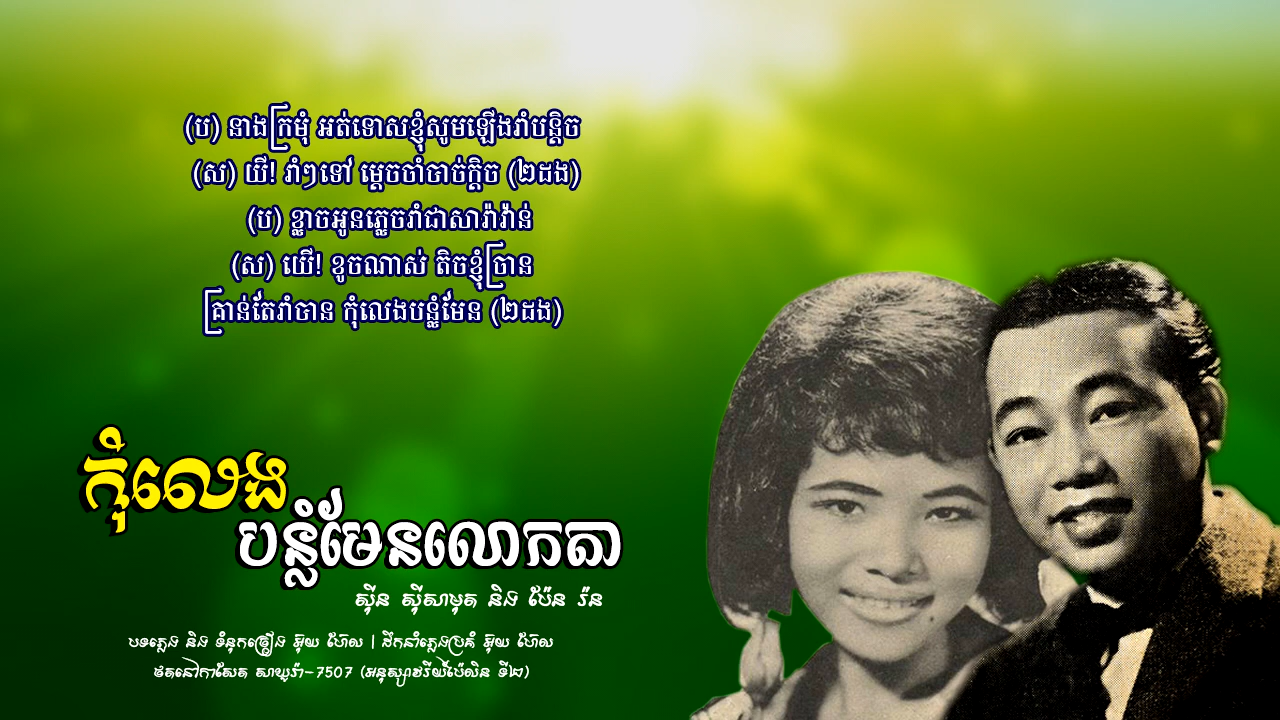 (ប) នាងក្រមុំ អត់ទោសខ្ញុំសូមឡើងរាំបន្តិច
(ស) យី! រាំៗទៅ ម្ដេចចាំបាច់ក្ដិច (២ដង)
(ប) ខ្លាចអូនភ្លេចរាំជាសារ៉ាវ៉ាន់
(ស) យើ! ខូចណាស់ តិចខ្ញុំច្រាន
គ្រាន់តែរាំបាន កុំលេងបន្លំមែន (២ដង)
កុំលេង
បន្លំមែនលោកតា
ស៊ីន ស៊ីសាមុត និង ប៉ែន រ៉ន
បទភ្លេង និង ទំនុកច្រៀង អ៊ុយ ហ៊ែល | ដឹកនាំភ្លេងប្រគំ អ៊ុយ ហ៊ែល
ថតនៅកាសែត សាយូរ៉ា-7507 (អនុស្សាវរីយ៍ប៉ៃលិន ទី២)